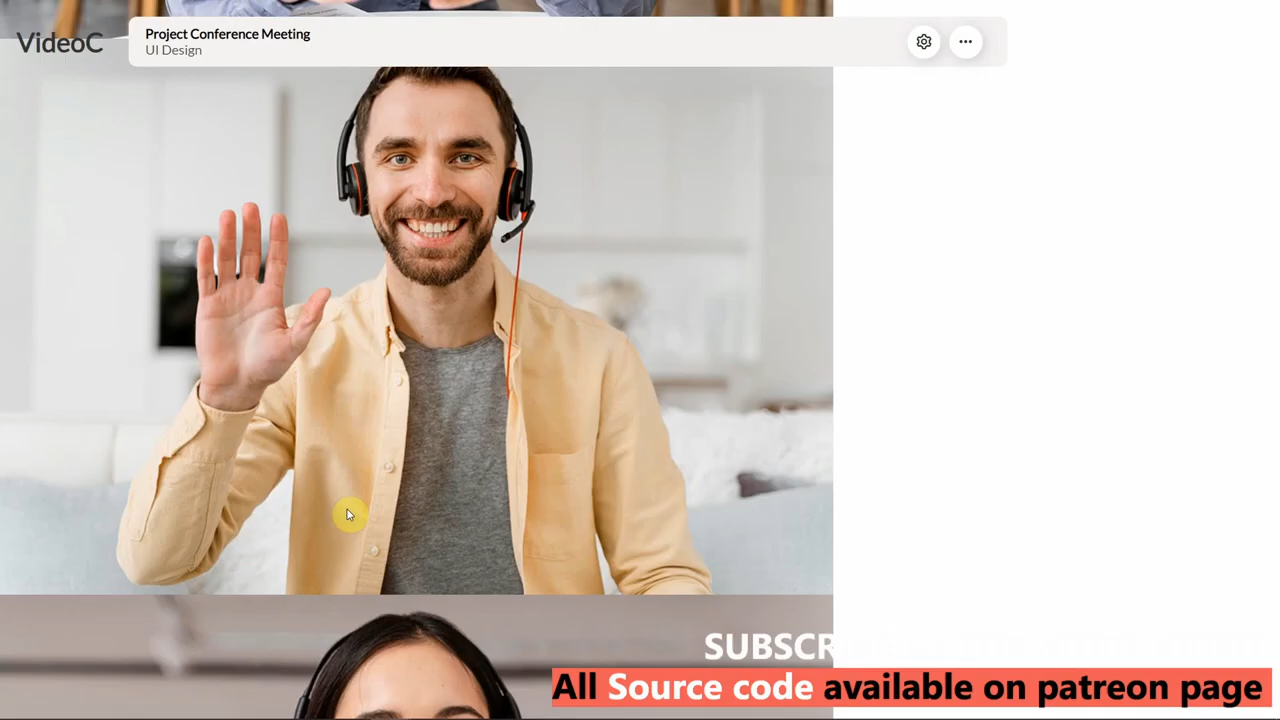 VideoC
Project Conference Meeting
UI Design
SUBSCR
All Source code available on patreon page